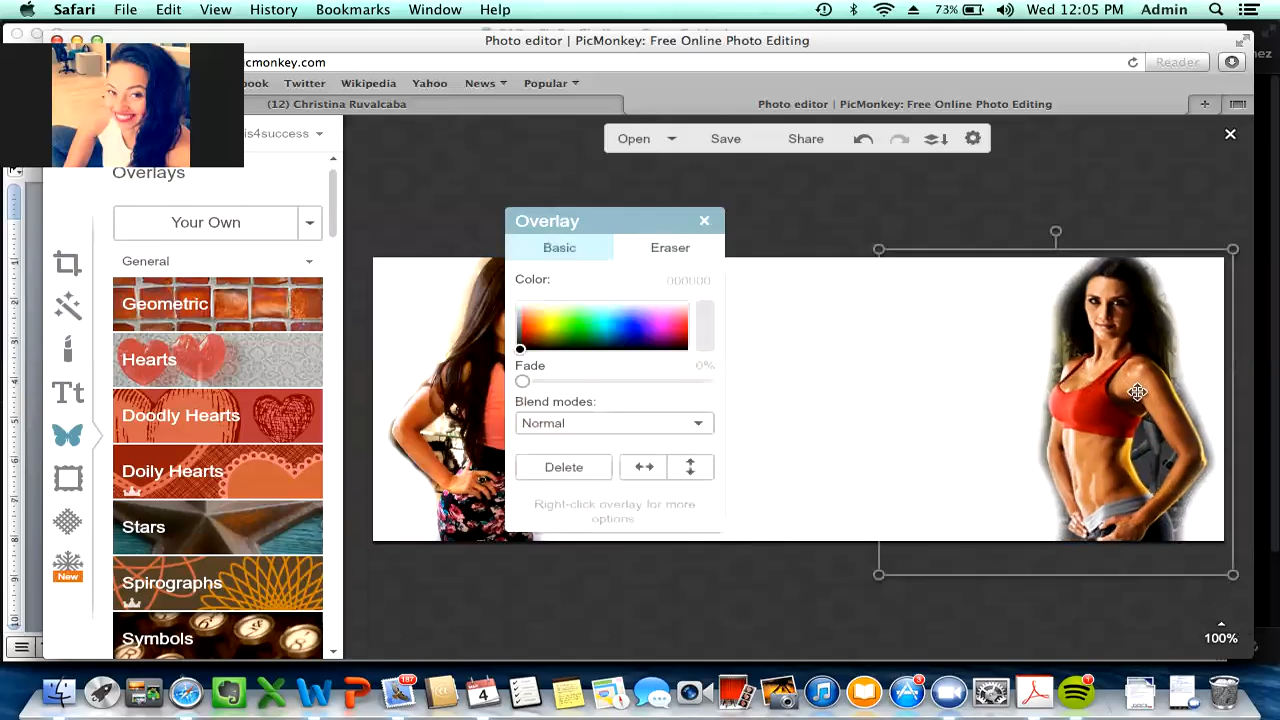 Safari File Edit View History Bookmarks Window Help 73% Wed 12:05 PM Admin
Photo editor | PicMonkey: Free Online Photo Editing
cmonkey.com Reader
book Twitter Wikipedia Yahoo News Popular
(12) Christina Ruvalcaba Photo editor | PicMonkey: Free Online Photo Editing
is4success
Open Save Share
Overlays
Your Own
General
Geometric
Hearts
Doodly Hearts
Doily Hearts
Stars
Spirographs
Symbols
Tt
New
Overlay
Basic Eraser
Color: 000000
Fade 0%
Blend modes:
Normal
Delete
Right-click overlay for more
options
100%
187
4
3
1